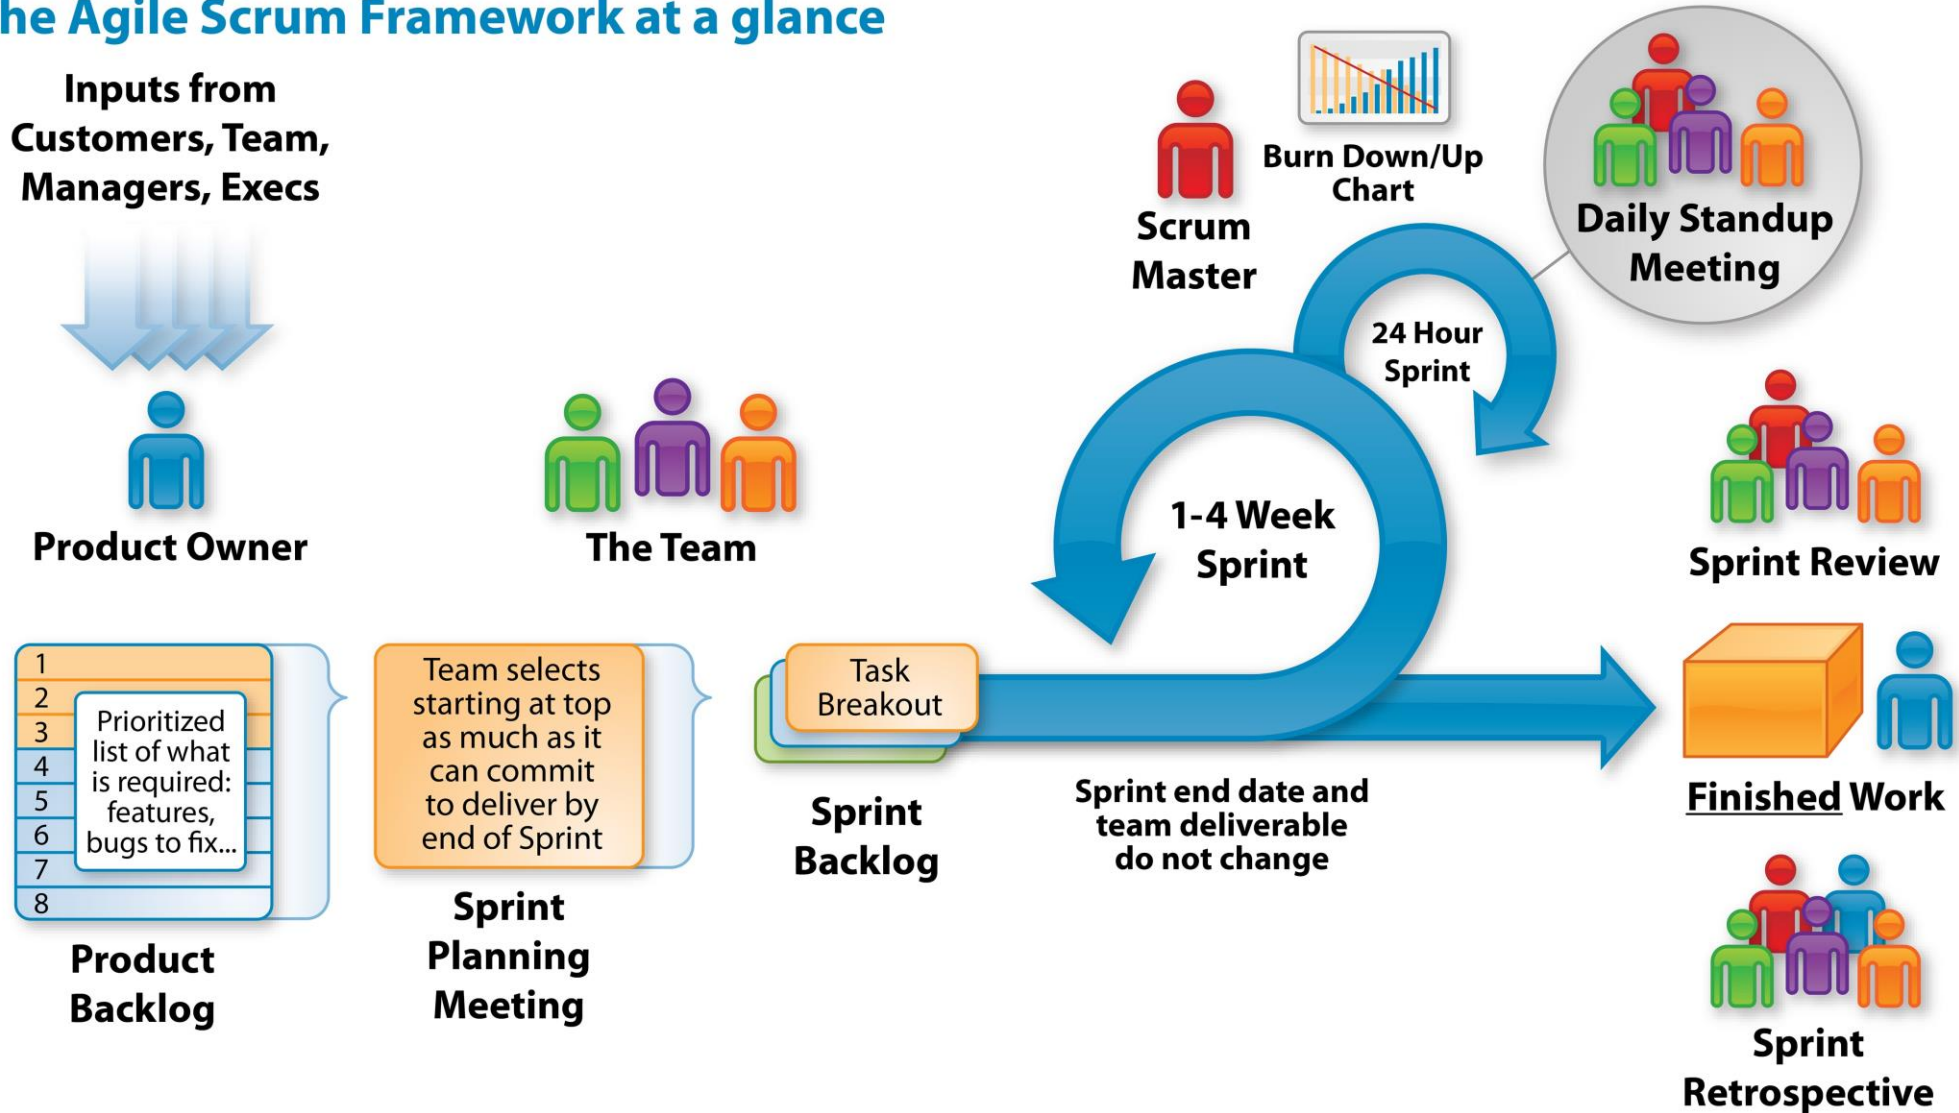 he Agile Scrum Framework at a glance
Inputs from
Customers, Team,
Managers, Execs
Product Owner
The Team
Scrum
Master
Burn Down/Up
Chart
Daily Standup
Meeting
24 Hour
Sprint
1-4 Week
Sprint
Sprint Review
1
2
3
4
5
6
7
8
Prioritized
list of what
is required:
features,
bugs to fix...
Product
Backlog
Team selects
starting at top
as much as it
can commit
to deliver by
end of Sprint
Sprint
Planning
Meeting
Task
Breakout
Sprint
Backlog
Sprint end date and
team deliverable
do not change
Finished Work
Sprint
Retrospective